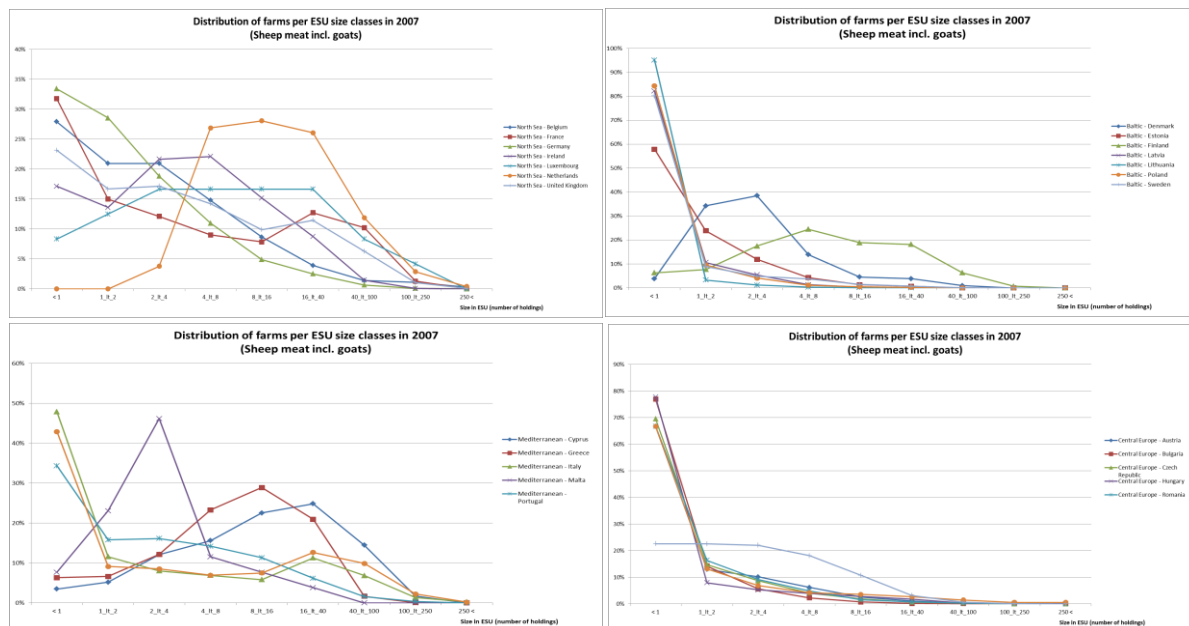 Distribution of farms per ESU size classes in 2007
(Sheep meat incl. goats)
40%
35%
30%
25%
20%
15%
10%
5%
0%
< 1
1_lt_2
2_lt_4
4_lt_8
8_lt_16
16_lt_40
40_lt_100
100_lt_250
250 <
Size in ESU (number of holdings)
North Sea - Belgium
North Sea - France
North Sea - Germany
North Sea - Ireland
North Sea - Luxembourg
North Sea - Netherlands
North Sea - United Kingdom
Distribution of farms per ESU size classes in 2007
(Sheep meat incl. goats)
100%
90%
80%
70%
60%
50%
40%
30%
20%
10%
0%
< 1
1_lt_2
2_lt_4
4_lt_8
8_lt_16
16_lt_40
40_lt_100
100_lt_250
250 <
Size in ESU (number of holdings)
Baltic - Denmark
Baltic - Estonia
Baltic - Finland
Baltic - Latvia
Baltic - Lithuania
Baltic - Poland
Baltic - Sweden
Distribution of farms per ESU size classes in 2007
(Sheep meat incl. goats)
60%
50%
40%
30%
20%
10%
0%
< 1
1_lt_2
2_lt_4
4_lt_8
8_lt_16
16_lt_40
40_lt_100
100_lt_250
250 <
Size in ESU (number of holdings)
Mediterranean - Cyprus
Mediterranean - Greece
Mediterranean - Italy
Mediterranean - Malta
Mediterranean -
Portugal
Distribution of farms per ESU size classes in 2007
(Sheep meat incl. goats)
90%
80%
70%
60%
50%
40%
30%
20%
10%
0%
< 1
1_lt_2
2_lt_4
4_lt_8
8_lt_16
16_lt_40
40_lt_100
100_lt_250
250 <
Size in ESU (number of holdings)
Central Europe - Austria
Central Europe - Bulgaria
Central Europe - Czech
Republic
Central Europe - Hungary
Central Europe - Romania